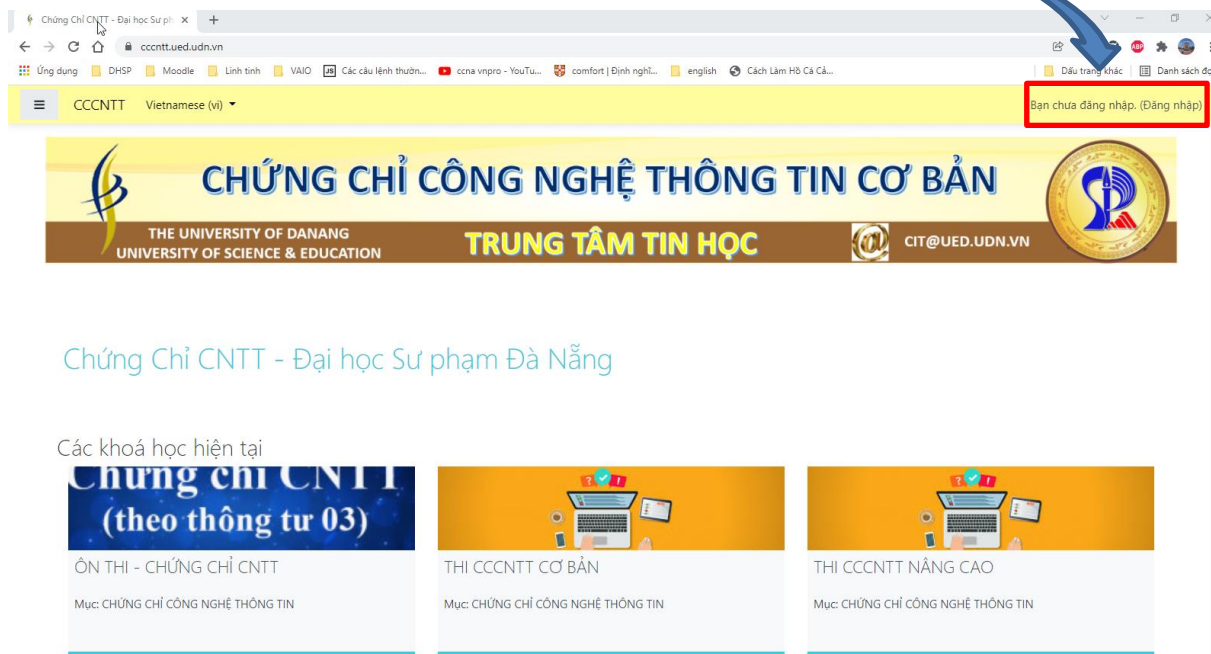 Chứng Chỉ CNTT - Đại học Sư ph
cccntt.ued.udn.vn
Ứng dụng DHSP Moodle Linh tinh VAIO JS Các câu lệnh thườn... ccna vnpro - YouTu... comfort | Định nghĩ... english Cách Làm Hồ Cá Cả... Dấu trang khác Danh sách đọ
CCCNTT Vietnamese (vi) Bạn chưa đăng nhập. (Đăng nhập)
CHỨNG CHỈ CÔNG NGHỆ THÔNG TIN CƠ BẢN
THE UNIVERSITY OF DANANG
UNIVERSITY OF SCIENCE & EDUCATION
TRUNG TÂM TIN HỌC
@ CIT@UED.UDN.VN
Chứng Chỉ CNTT - Đại học Sư phạm Đà Nẵng
Các khoá học hiện tại
Chứng chỉ CNTT
(theo thông tư 03)
ÔN THI - CHỨNG CHỈ CNTT
Mục: CHỨNG CHỈ CÔNG NGHỆ THÔNG TIN
THI CCCNTT CƠ BẢN
Mục: CHỨNG CHỈ CÔNG NGHỆ THÔNG TIN
THI CCCNTT NÂNG CAO
Mục: CHỨNG CHỈ CÔNG NGHỆ THÔNG TIN